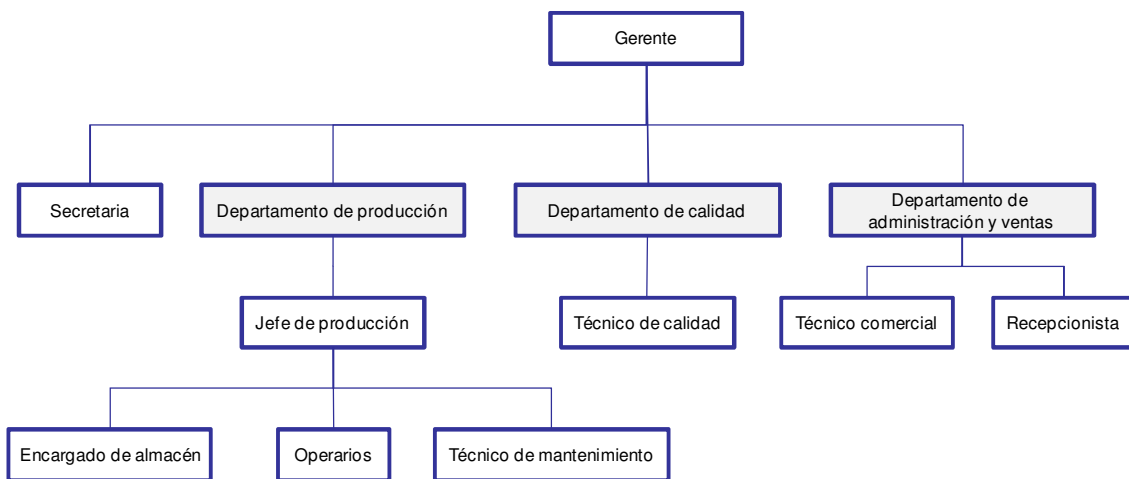 Gerente
Secretaria
Departamento de producción
Departamento de calidad
Departamento de
administración y ventas
Jefe de producción
Técnico de calidad
Técnico comercial
Recepcionista
Encargado de almacén
Operarios
Técnico de mantenimiento